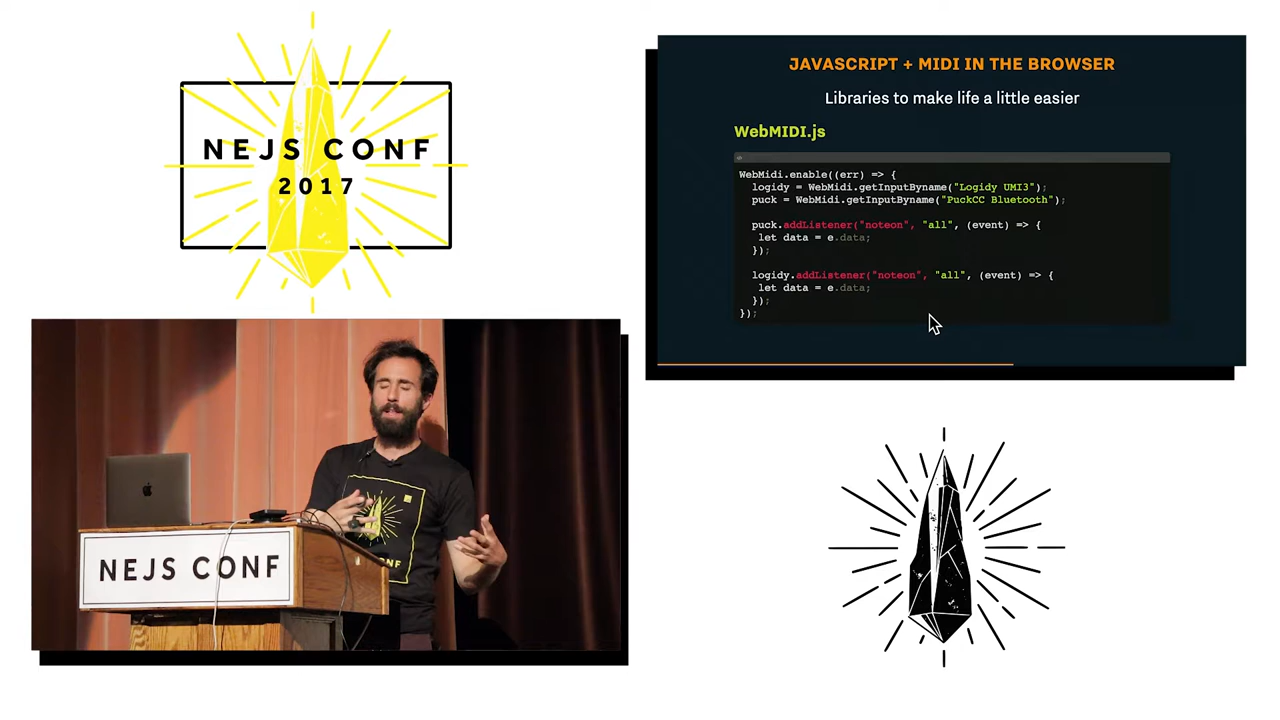 NEJS CONF
2017
JAVASCRIPT + MIDI IN THE BROWSER
Libraries to make life a little easier
WebMIDI.js
WebMidi.enable((err) => {
logidy = WebMidi.getInputByname("Logidy UMI3");
puck = WebMidi.getInputByname("PuckCC Bluetooth");
puck.addListener("noteon", "all", (event) => {
let data = e.data;
});
logidy.addListener("noteon", "all", (event) => {
let data = e.data;
});
});
NEJS CONF